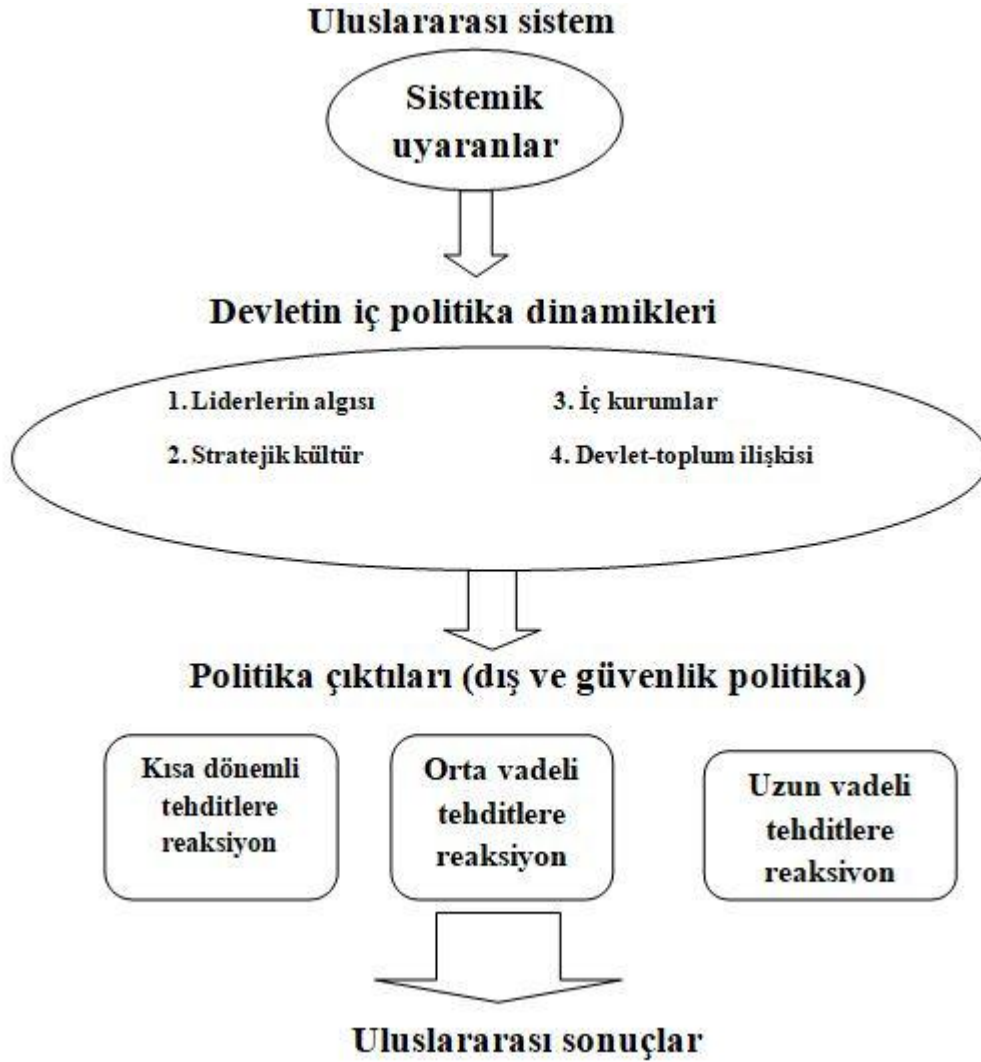 Uluslararası sistem
Sistemik
uyaranlar
Devletin iç politika dinamikleri
1. Liderlerin algısı
2. Stratejik kültür
3. İç kurumlar
4. Devlet-toplum ilişkisi
Politika çıktıları (dış ve güvenlik politika)
Kısa dönemli
tehditlere
reaksiyon
Orta vadeli
tehditlere
reaksiyon
Uzun vadeli
tehditlere
reaksiyon
Uluslararası sonuçlar